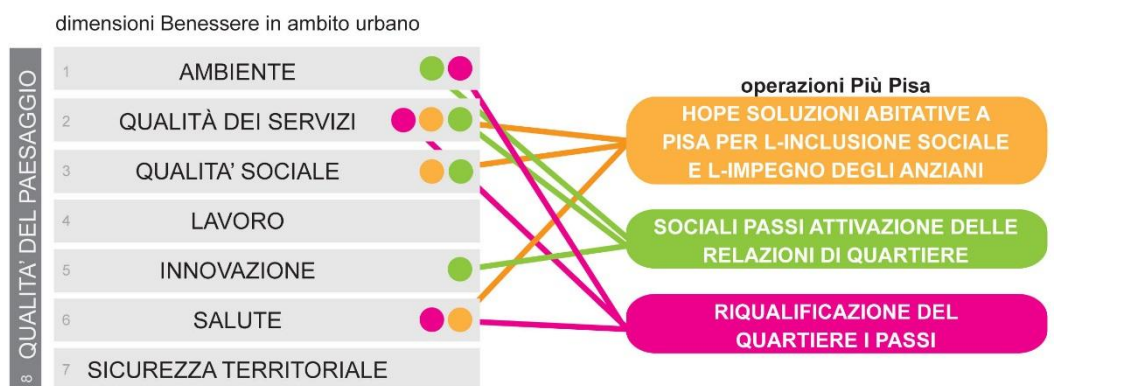 dimensioni Benessere in ambito urbano
8 QUALITA' DEL PAESAGGIO
1 AMBIENTE
2 QUALITÀ DEI SERVIZI
3 QUALITA' SOCIALE
4 LAVORO
5 INNOVAZIONE
6 SALUTE
7 SICUREZZA TERRITORIALE
operazioni Più Pisa
HOPE SOLUZIONI ABITATIVE A
PISA PER L-INCLUSIONE SOCIALE
E L-IMPEGNO DEGLI ANZIANI
SOCIALI PASSI ATTIVAZIONE DELLE
RELAZIONI DI QUARTIERE
RIQUALIFICAZIONE DEL
QUARTIERE I PASSI